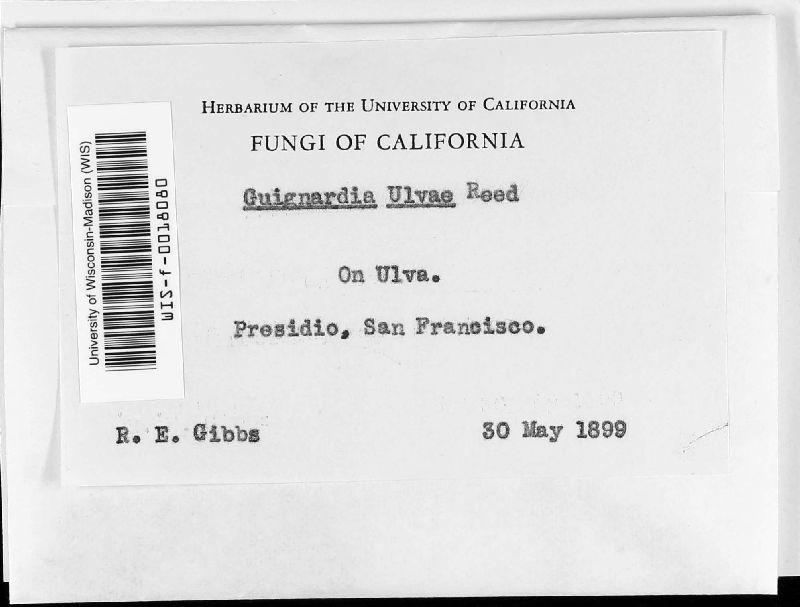 HERBARIUM OF THE UNIVERSITY OF CALIFORNIA
FUNGI OF CALIFORNIA
Guignardia Ulvae Reed
On Ulva.
Presidio, San Francisco.
R. E. Gibbs
30 May 1899
University of Wisconsin-Madison (WIS)
WIS-f-0018080